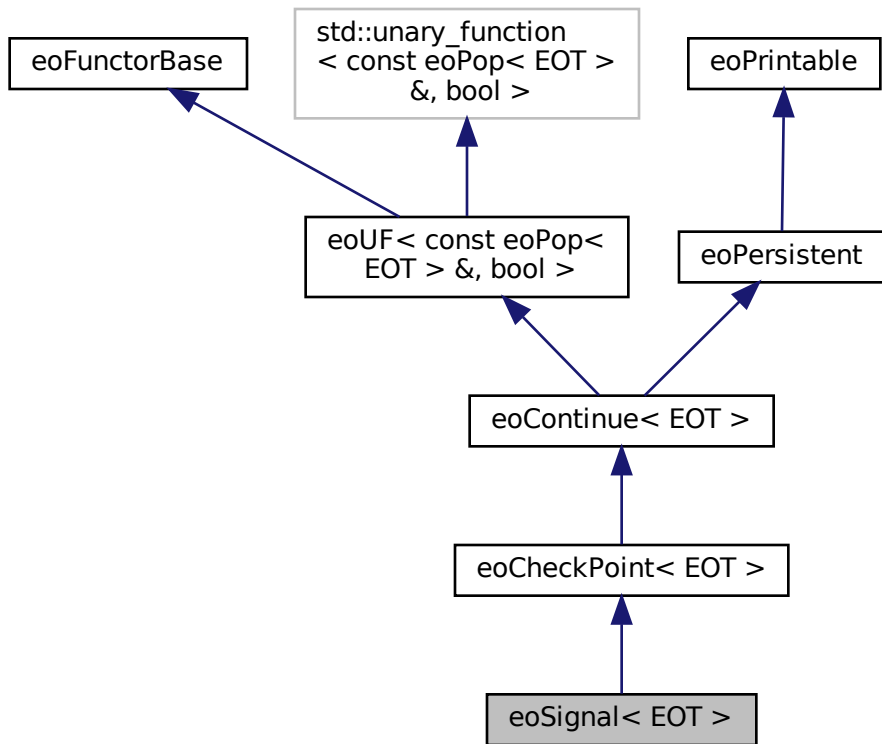 std::unary_function
< const eoPop< EOT >
&, bool >
eoFunctorBase
eoPrintable
eoUF< const eoPop<
EOT > &, bool >
eoPersistent
eoContinue< EOT >
eoCheckPoint< EOT >
eoSignal< EOT >